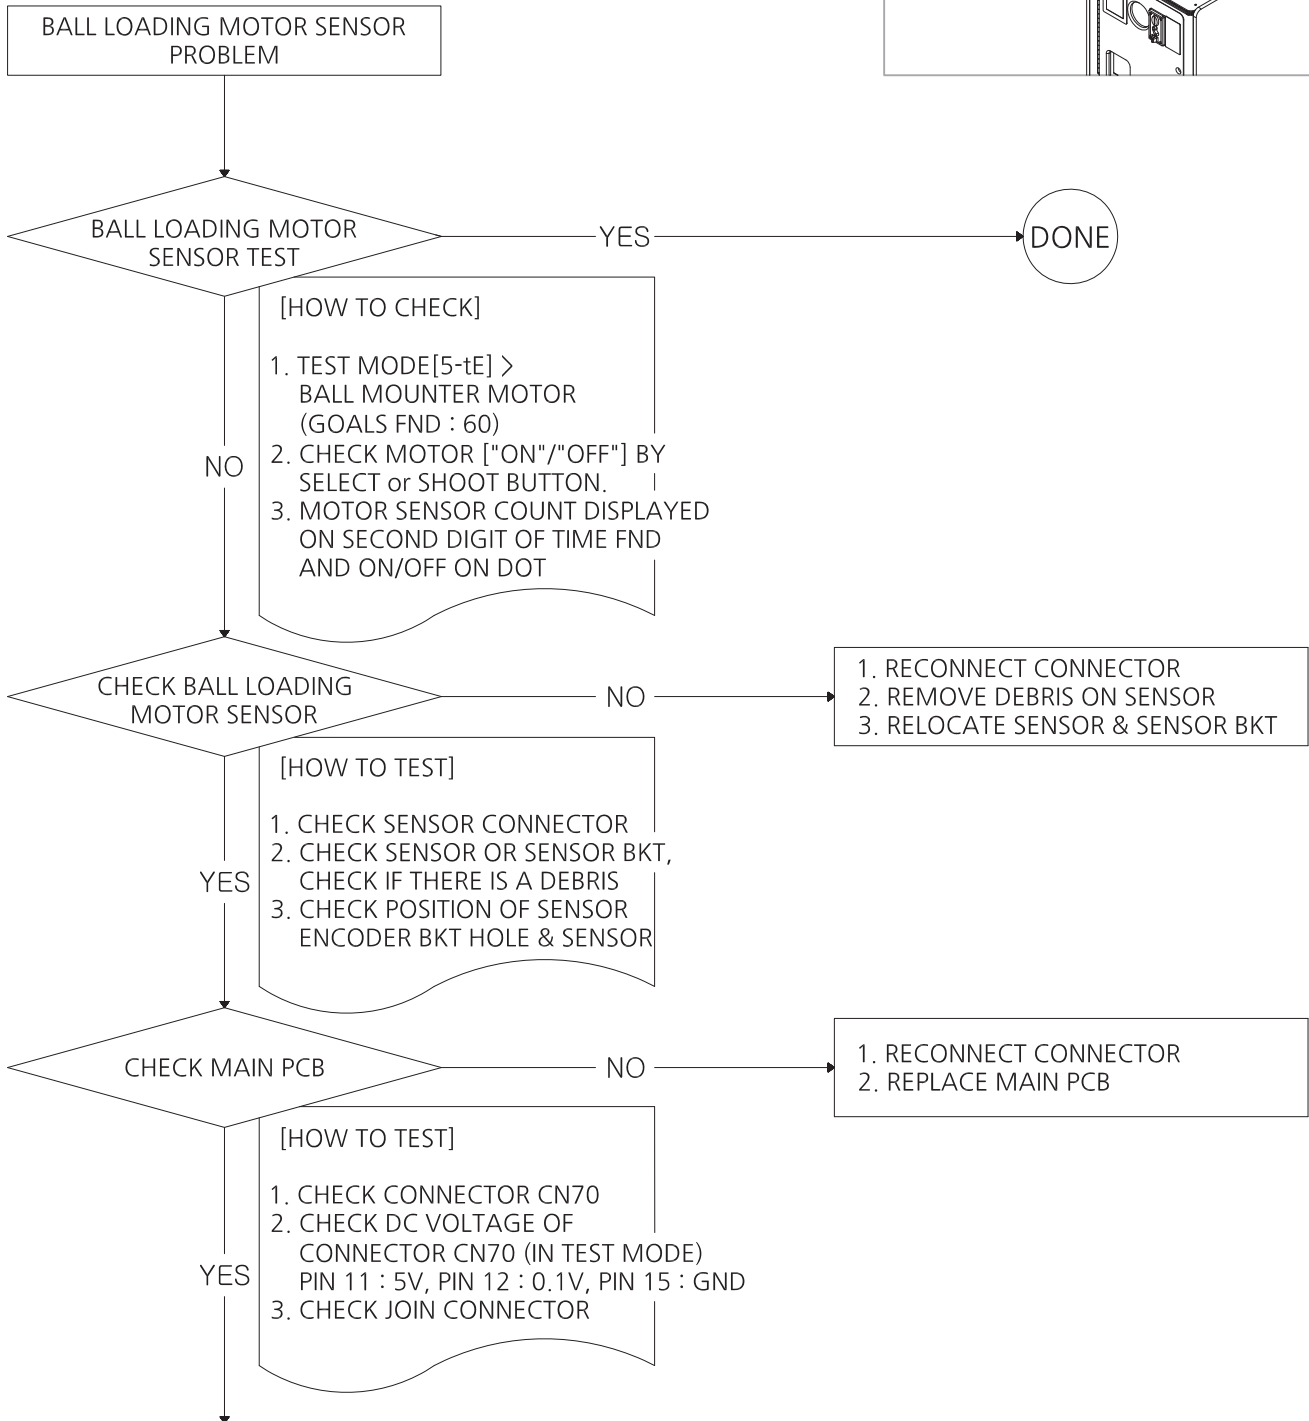 BALL LOADING MOTOR SENSOR
PROBLEM
BALL LOADING MOTOR
SENSOR TEST
YES
DONE
[HOW TO CHECK]
1. TEST MODE[5-tE] >
BALL MOUNTER MOTOR
(GOALS FND : 60)
2. CHECK MOTOR ["ON"/"OFF"] BY
SELECT or SHOOT BUTTON.
3. MOTOR SENSOR COUNT DISPLAYED
ON SECOND DIGIT OF TIME FND
AND ON/OFF ON DOT
NO
CHECK BALL LOADING
MOTOR SENSOR
NO
1. RECONNECT CONNECTOR
2. REMOVE DEBRIS ON SENSOR
3. RELOCATE SENSOR & SENSOR BKT
[HOW TO TEST]
1. CHECK SENSOR CONNECTOR
2. CHECK SENSOR OR SENSOR BKT,
CHECK IF THERE IS A DEBRIS
3. CHECK POSITION OF SENSOR
ENCODER BKT HOLE & SENSOR
YES
CHECK MAIN PCB
NO
1. RECONNECT CONNECTOR
2. REPLACE MAIN PCB
[HOW TO TEST]
1. CHECK CONNECTOR CN70
2. CHECK DC VOLTAGE OF
CONNECTOR CN70 (IN TEST MODE)
PIN 11 : 5V, PIN 12 : 0.1V, PIN 15 : GND
3. CHECK JOIN CONNECTOR
YES